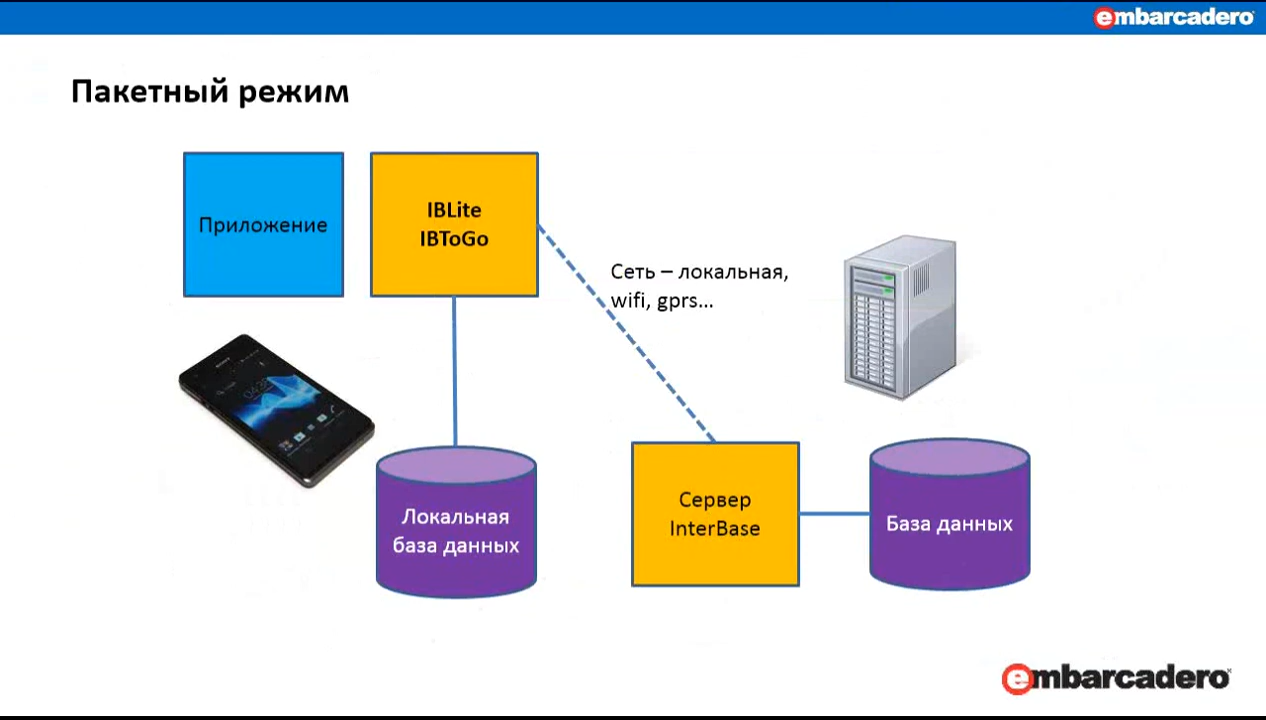 embarcadero
Пакетный режим
Приложение
IBLite
IBToGo
Сеть – локальная,
wifi, gprs...
Локальная
база данных
Сервер
InterBase
База данных
embarcadero